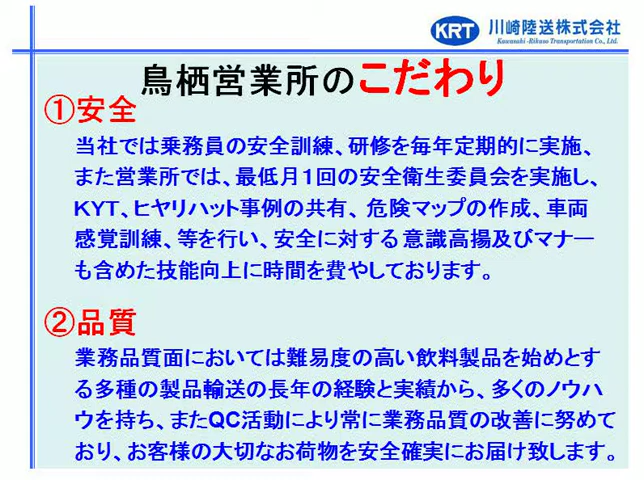 KRT 川崎陸送株式会社
Kawasaki-Rikuso Transportation Co., Ltd.
鳥栖営業所のこだわり
①安全
当社では乗務員の安全訓練、研修を毎年定期的に実施、
また営業所では、最低月1回の安全衛生委員会を実施し、
KYT、ヒヤリハット事例の共有、危険マップの作成、車両
感覚訓練、等を行い、安全に対する意識高揚及びマナー
も含めた技能向上に時間を費やしております。
②品質
業務品質面においては難易度の高い飲料製品を始めとす
る多種の製品輸送の長年の経験と実績から、多くのノウハ
ウを持ち、またQC活動により常に業務品質の改善に努めて
おり、お客様の大切なお荷物を安全確実にお届け致します。